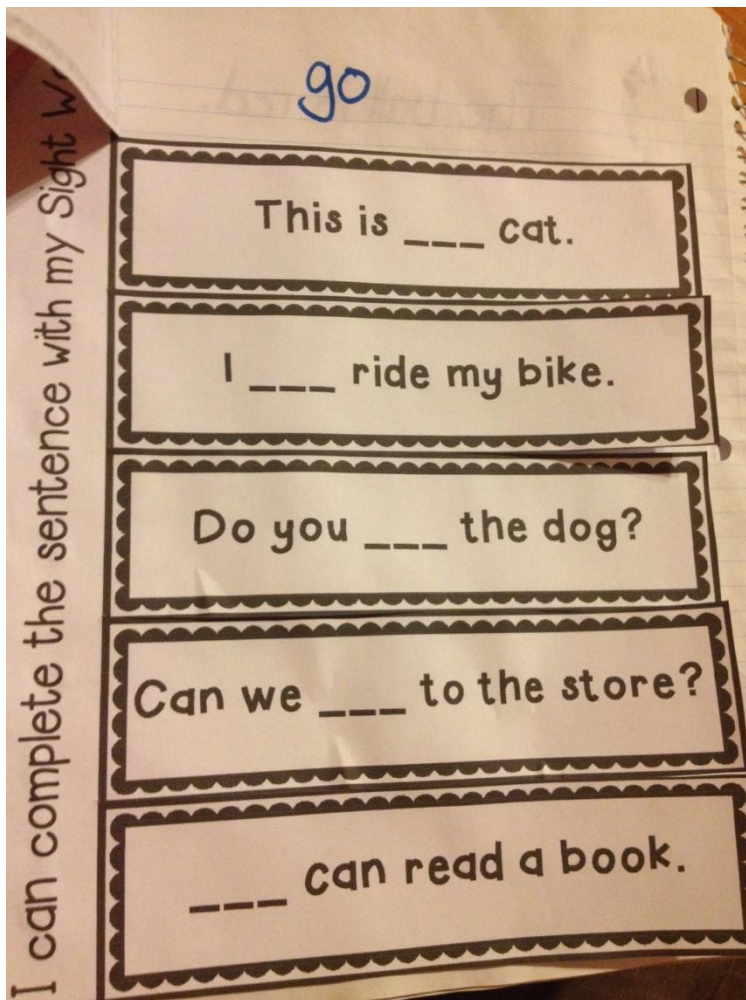 go
This is ___ cat.
I ___ ride my bike.
Do you ___ the dog?
Can we ___ to the store?
___ can read a book.
I can complete the sentence with my Sight